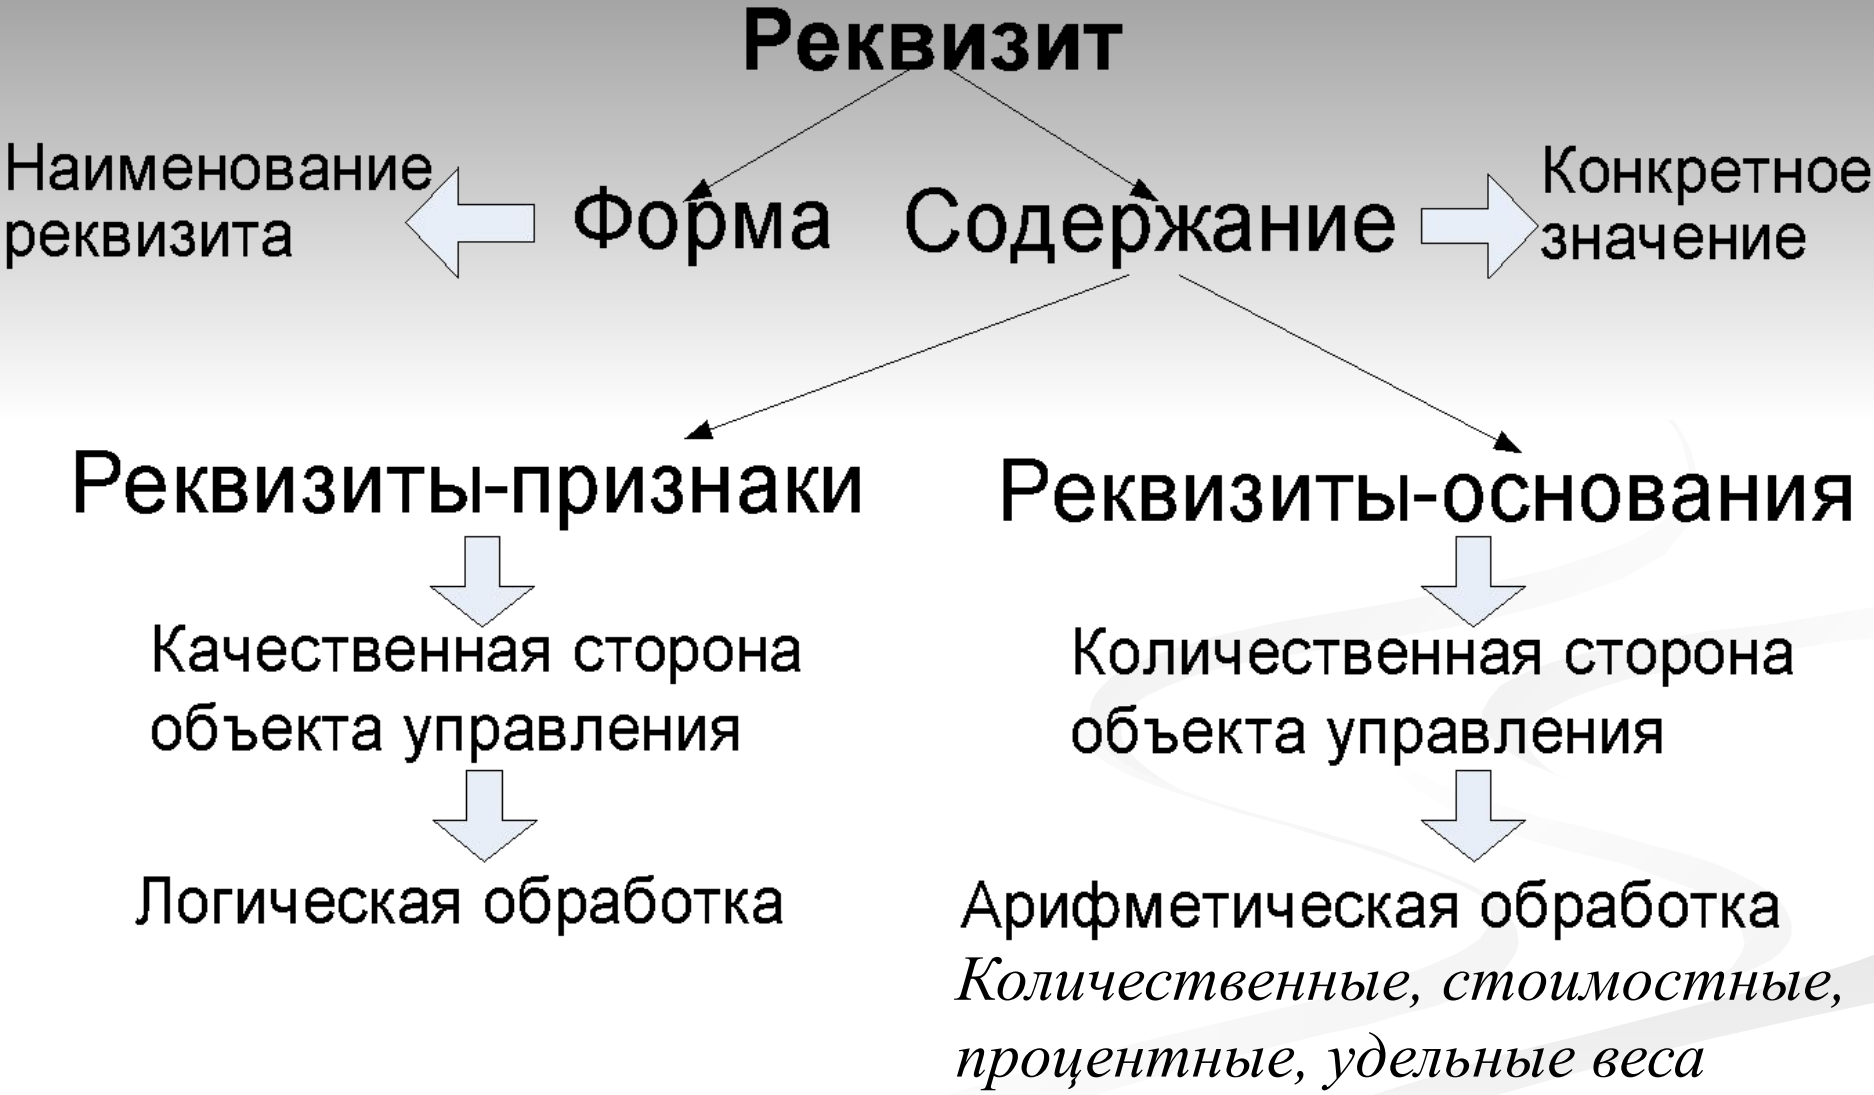 Реквизит
Наименование
реквизита
Форма
Содержание
Конкретное
значение
Реквизиты-признаки
Реквизиты-основания
Качественная сторона
объекта управления
Количественная сторона
объекта управления
Логическая обработка
Арифметическая обработка
Количественные, стоимостные,
процентные, удельные веса